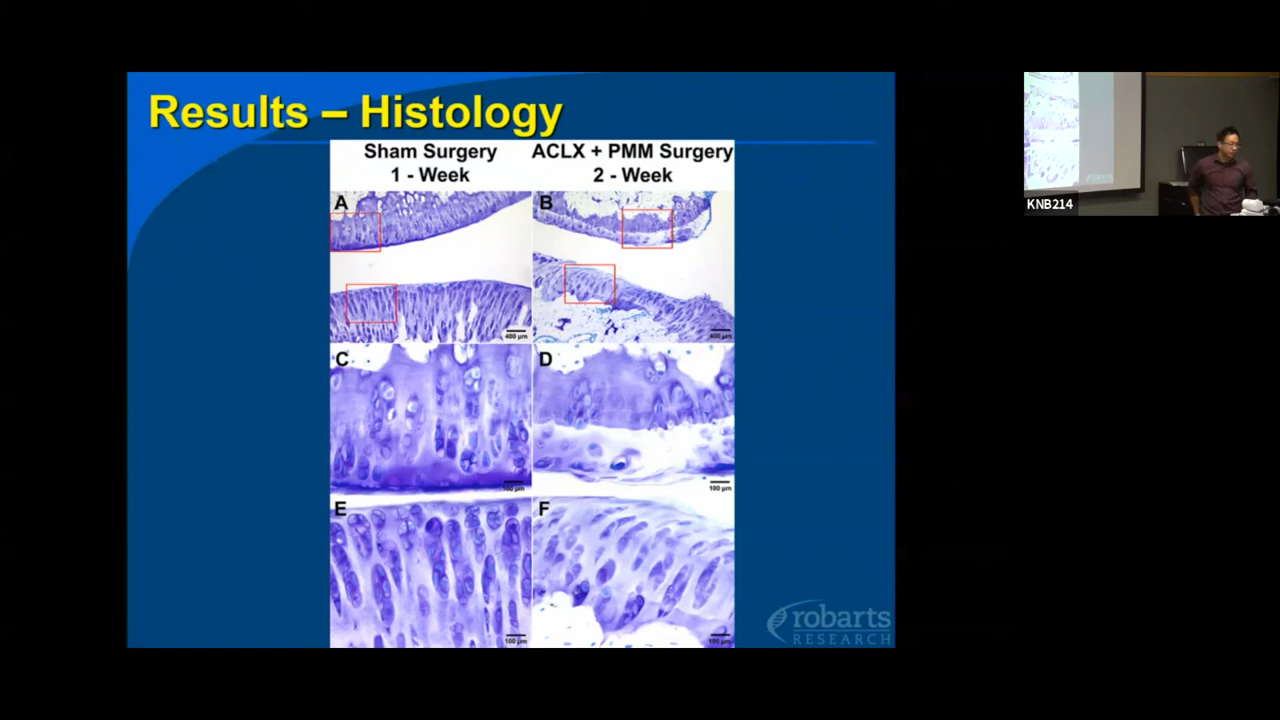 Results – Histology
Sham Surgery
1 - Week
ACLX + PMM Surgery
2 - Week
A
B
400 µm
400 µm
C
D
100 µm
100 µm
E
F
100 µm
100 µm
robarts
RESEARCH
KNB214